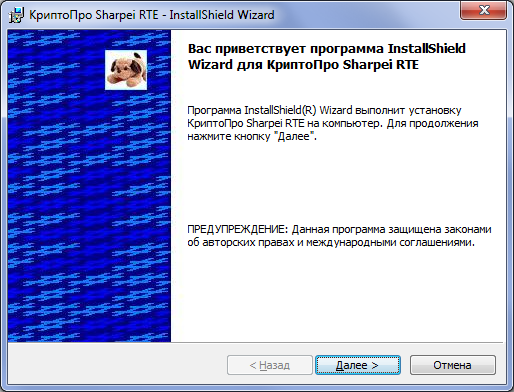 КриптоПро Sharpei RTE - InstallShield Wizard
Вас приветствует программа InstallShield
Wizard для КриптоПро Sharpei RTE
Программа InstallShield(R) Wizard выполнит установку
КриптоПро Sharpei RTE на компьютер. Для продолжения
нажмите кнопку "Далее".
ПРЕДУПРЕЖДЕНИЕ: Данная программа защищена законами
об авторских правах и международными соглашениями.
< Назад Далее > Отмена